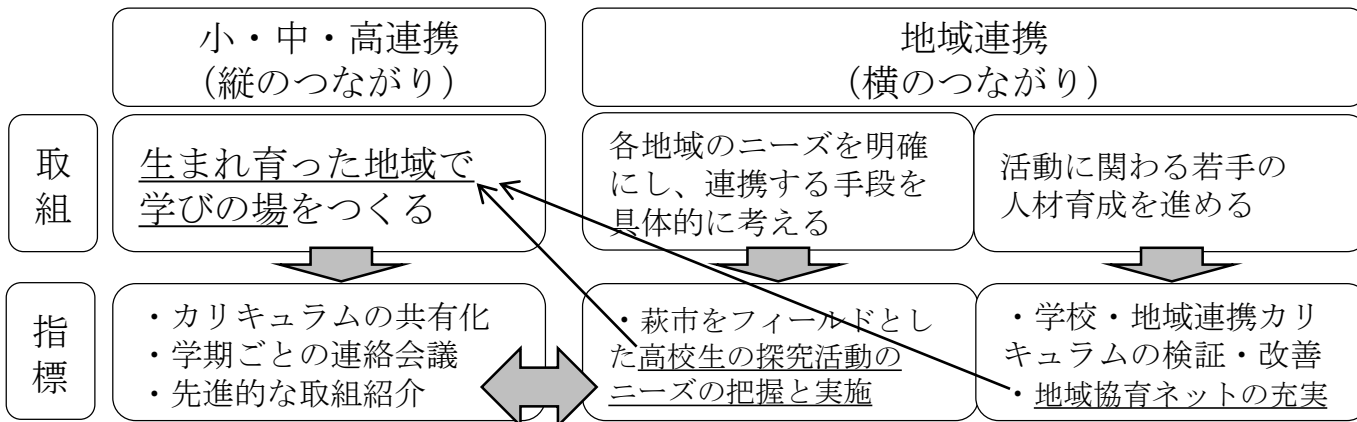 小・中・高連携
(縦のつながり)
地域連携
(横のつながり)
取
組
生まれ育った地域で
学びの場をつくる
各地域のニーズを明確
にし、連携する手段を
具体的に考える
活動に関わる若手の
人材育成を進める
指
標
・カリキュラムの共有化
・学期ごとの連絡会議
・先進的な取組紹介
・萩市をフィールドとし
た高校生の探究活動の
ニーズの把握と実施
・学校・地域連携カリ
キュラムの検証・改善
・地域協育ネットの充実